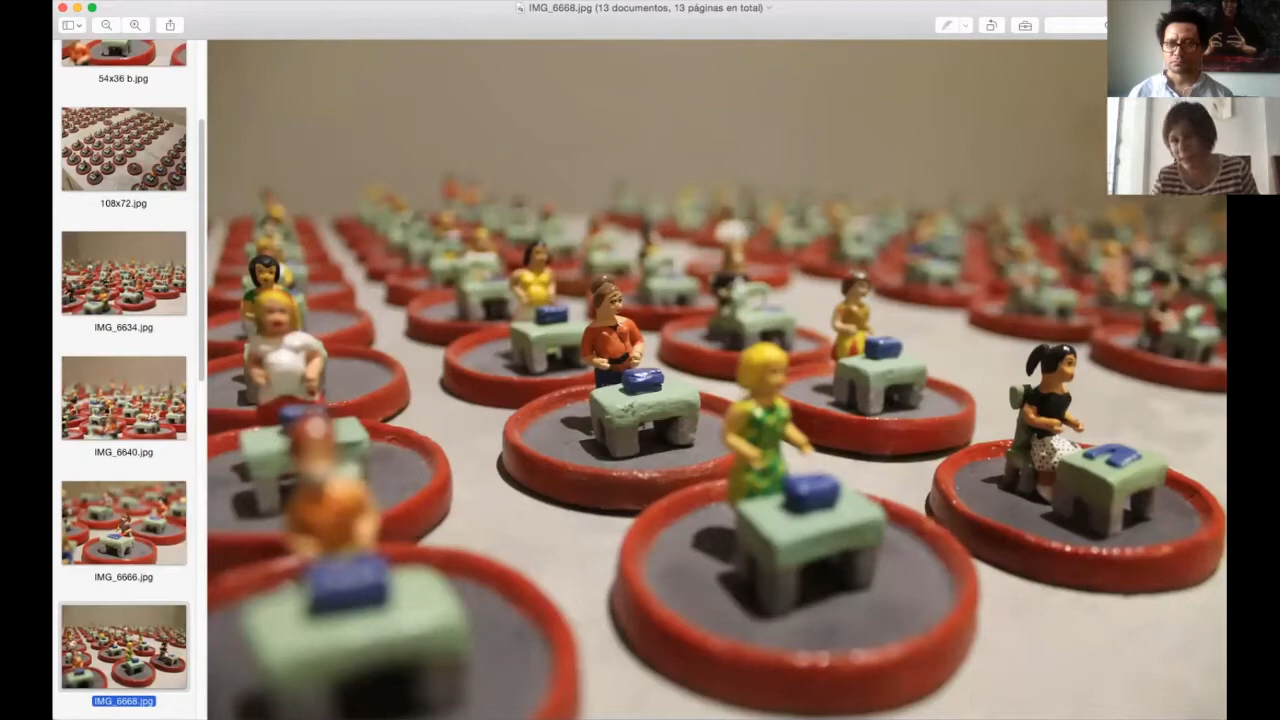 IMG_6668.jpg (13 documentos, 13 páginas en total)
54x36 b.jpg
108x72.jpg
IMG_6634.jpg
IMG_6640.jpg
IMG_6666.jpg
IMG_6668.jpg